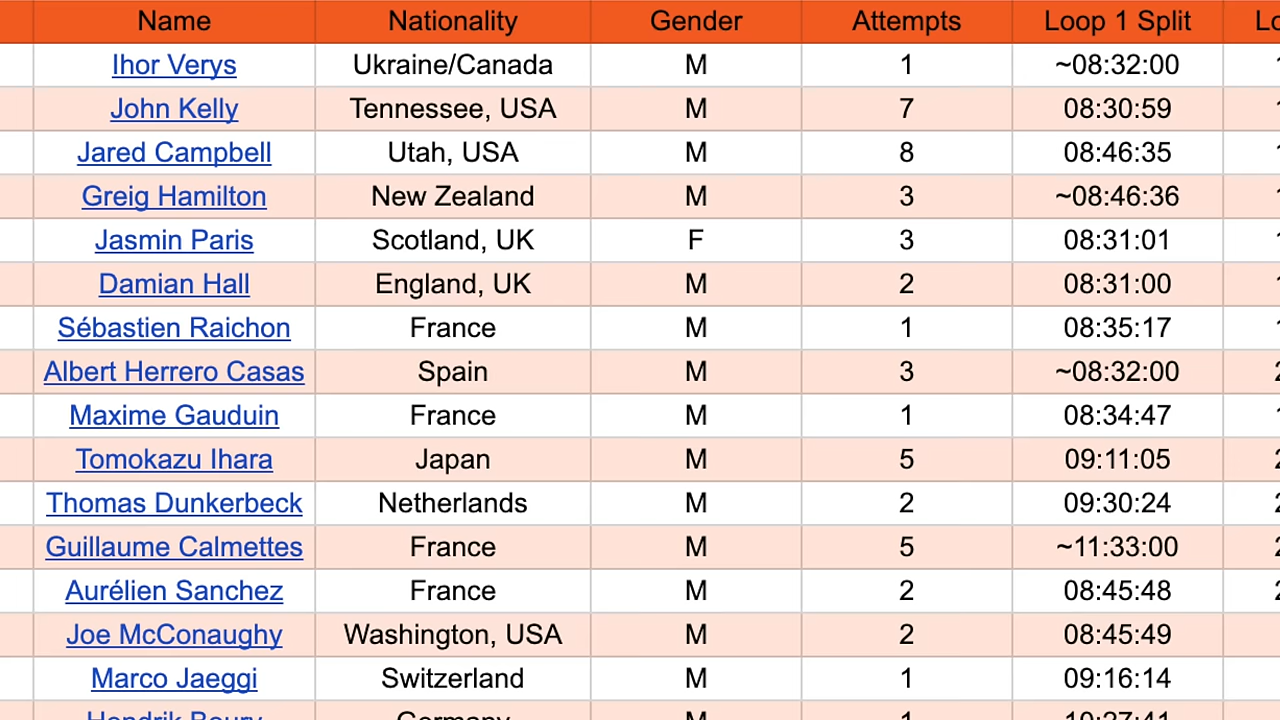 Name Nationality Gender Attempts Loop 1 Split
Ihor Verys Ukraine/Canada M 1 ~08:32:00
John Kelly Tennessee, USA M 7 08:30:59
Jared Campbell Utah, USA M 8 08:46:35
Greig Hamilton New Zealand M 3 ~08:46:36
Jasmin Paris Scotland, UK F 3 08:31:01
Damian Hall England, UK M 2 08:31:00
Sébastien Raichon France M 1 08:35:17
Albert Herrero Casas Spain M 3 ~08:32:00
Maxime Gauduin France M 1 08:34:47
Tomokazu Ihara Japan M 5 09:11:05
Thomas Dunkerbeck Netherlands M 2 09:30:24
Guillaume Calmettes France M 5 ~11:33:00
Aurélien Sanchez France M 2 08:45:48
Joe McConaughy Washington, USA M 2 08:45:49
Marco Jaeggi Switzerland M 1 09:16:14
Germany M 1 10:27:41